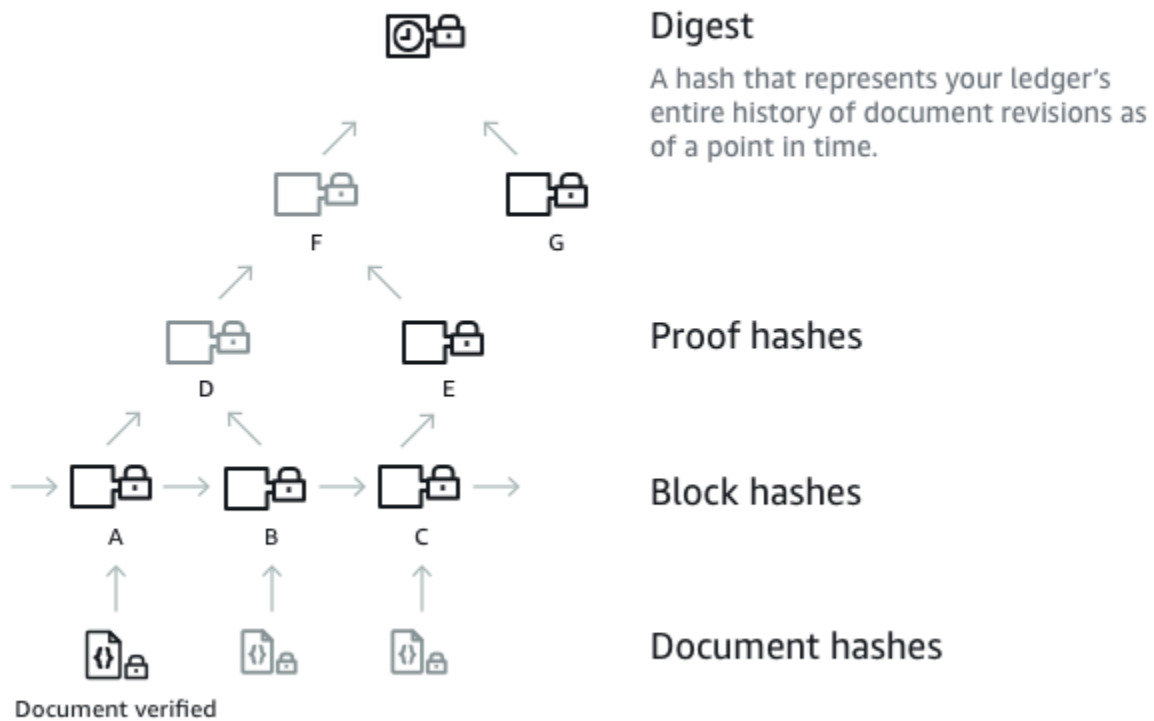 Digest
A hash that represents your ledger's
entire history of document revisions as
of a point in time.
F
G
Proof hashes
D
E
Block hashes
A
B
C
Document hashes
{}
{}
{}
Document verified